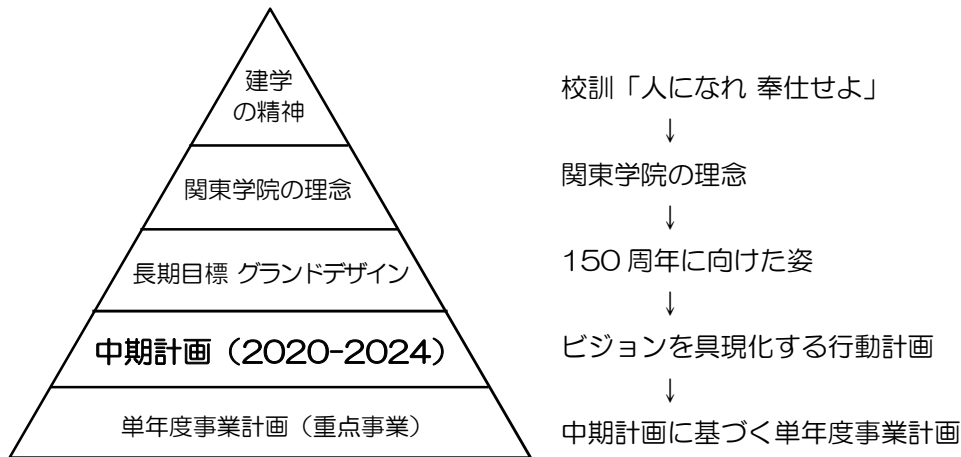 建学
の精神
関東学院の理念
長期目標 グランドデザイン
中期計画（2020-2024）
単年度事業計画（重点事業）
校訓「人になれ 奉仕せよ」
↓
関東学院の理念
↓
150周年に向けた姿
↓
ビジョンを具現化する行動計画
↓
中期計画に基づく単年度事業計画